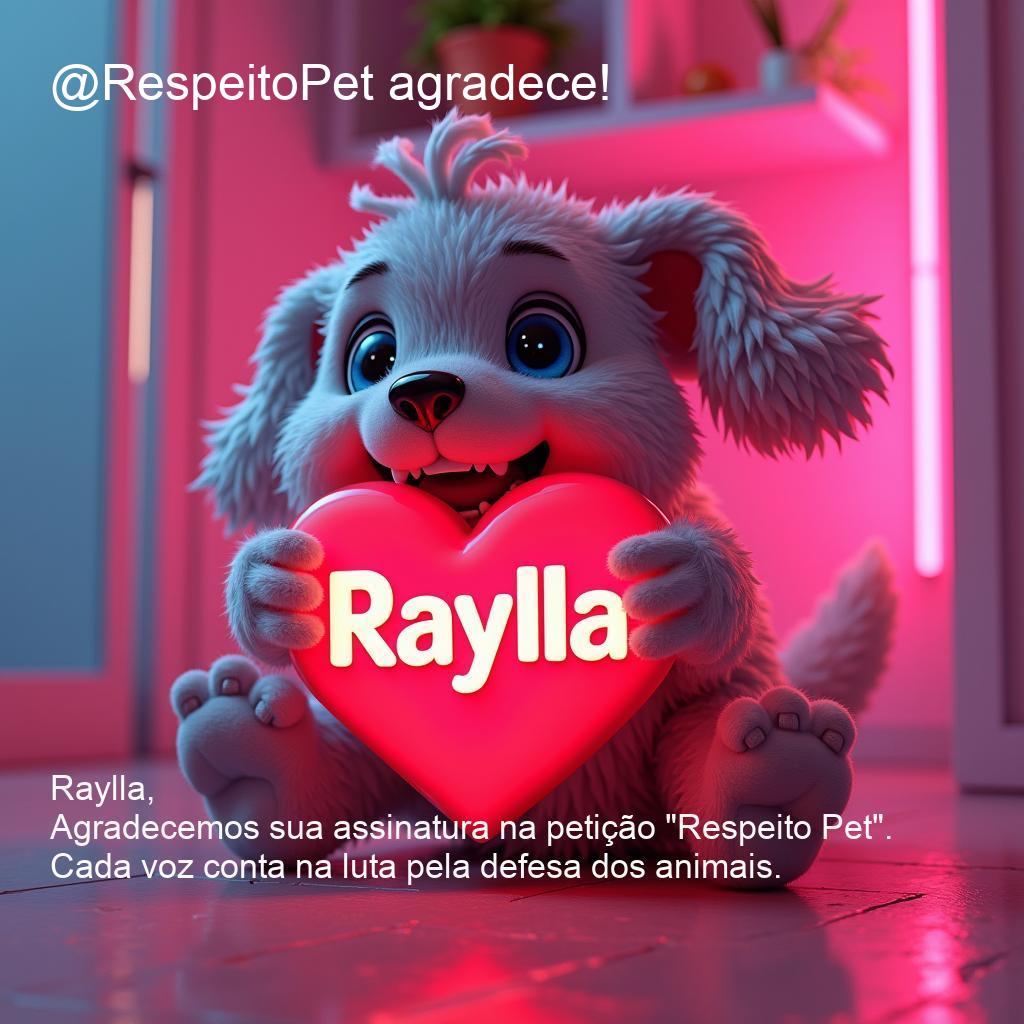 @RespeitoPet agradece!
Raylla
Raylla,
Agradecemos sua assinatura na petição "Respeito Pet".
Cada voz conta na luta pela defesa dos animais.